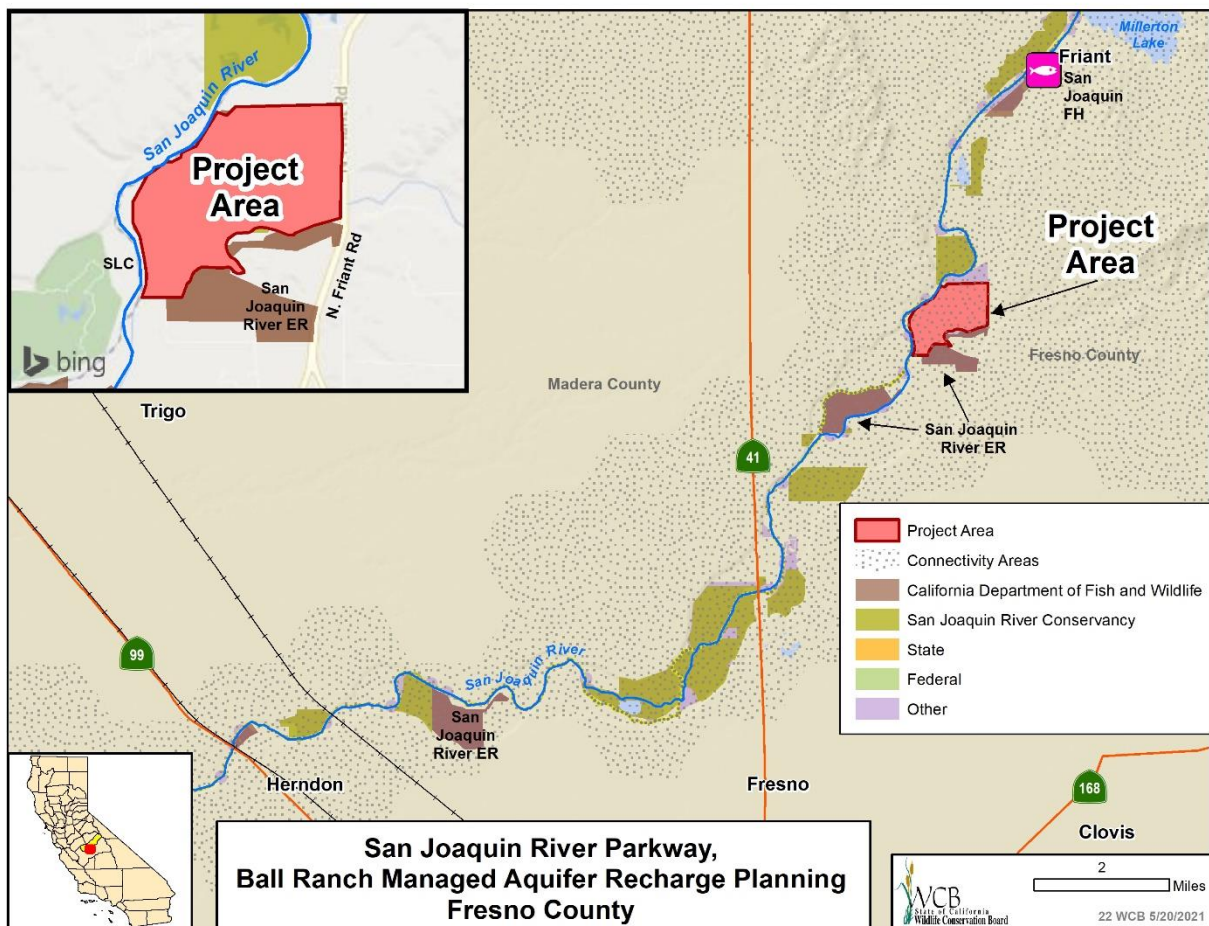 San Joaquin River
Project
Area
SLC
San
Joaquin
River ER
N. Friant Rd
bing
Millerton
Lake
Friant
San
Joaquin
FH
Project
Area
Fresno County
Madera County
Trigo
San Joaquin
River ER
41
99
San Joaquin River
San
Joaquin
River ER
Herndon
Fresno
168
Clovis
Project Area
Connectivity Areas
California Department of Fish and Wildlife
San Joaquin River Conservancy
State
Federal
Other
San Joaquin River Parkway,
Ball Ranch Managed Aquifer Recharge Planning
Fresno County
WCB
State of California
Wildlife Conservation Board
2
Miles
22 WCB 5/20/2021